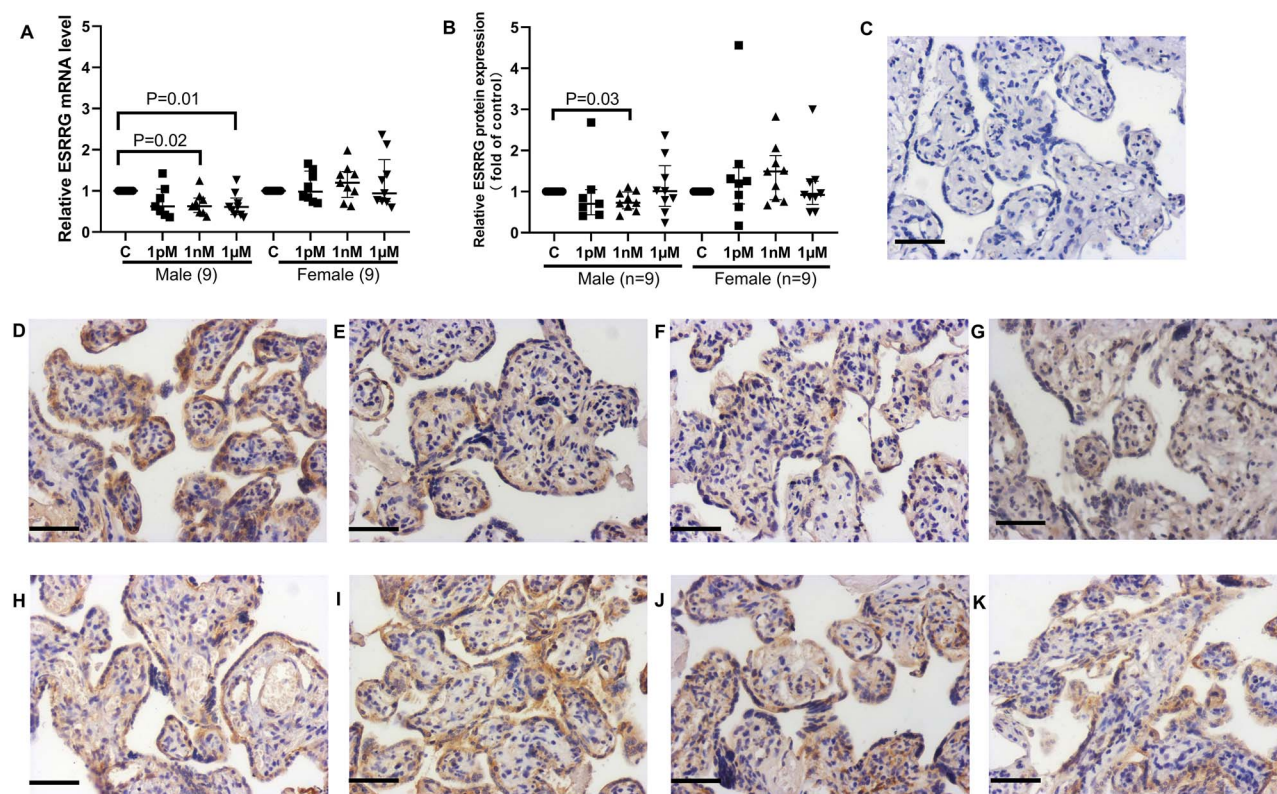 A
Relative ESRRG mRNA level
5
4
3
2
1
0
P=0.01
P=0.02
C 1pM 1nM 1µM C 1pM 1nM 1µM
Male (9) Female (9)
B
Relative ESRRG protein expression
( fold of control)
5
4
3
2
1
0
P=0.03
C 1pM 1nM 1µM C 1pM 1nM 1µM
Male (n=9) Female (n=9)
C
D E F G
H I J K